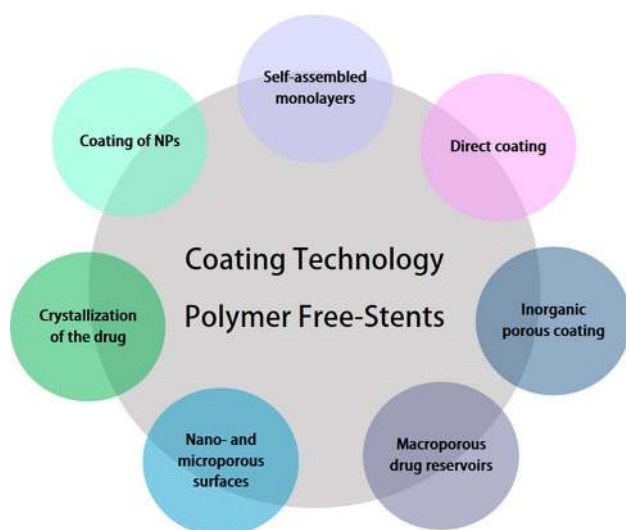 Self-assembled
monolayers
Direct coating
Inorganic
porous coating
Macroporous
drug reservoirs
Nano- and
microporous
surfaces
Crystallization
of the drug
Coating of NPs
Coating Technology
Polymer Free-Stents